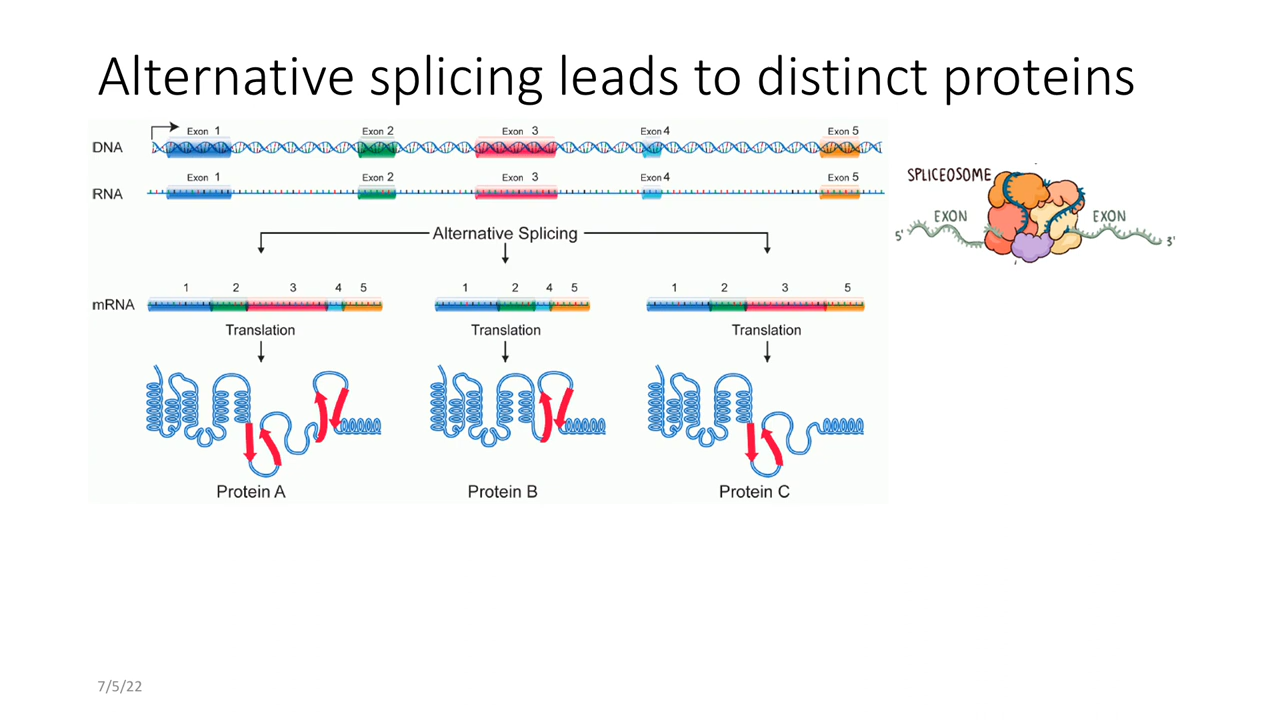 Alternative splicing leads to distinct proteins
Exon 1 Exon 2 Exon 3 Exon 4 Exon 5
DNA
Exon 1 Exon 2 Exon 3 Exon 4 Exon 5
RNA
SPLICEOSOME
EXON EXON
5' 3'
Alternative Splicing
1 2 3 4 5 1 2 4 5 1 2 3 5
mRNA
Translation Translation Translation
Protein A Protein B Protein C
7/5/22